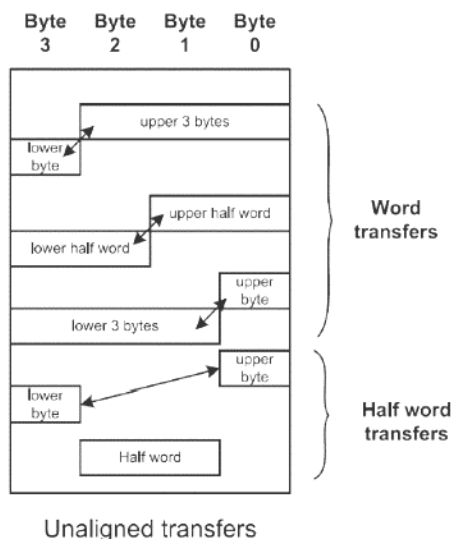 Byte Byte Byte Byte
3 2 1 0
upper 3 bytes
lower
byte
upper half word
lower half word
Word
transfers
upper
byte
lower 3 bytes
upper
byte
lower
byte
Half word
transfers
Half word
Unaligned transfers